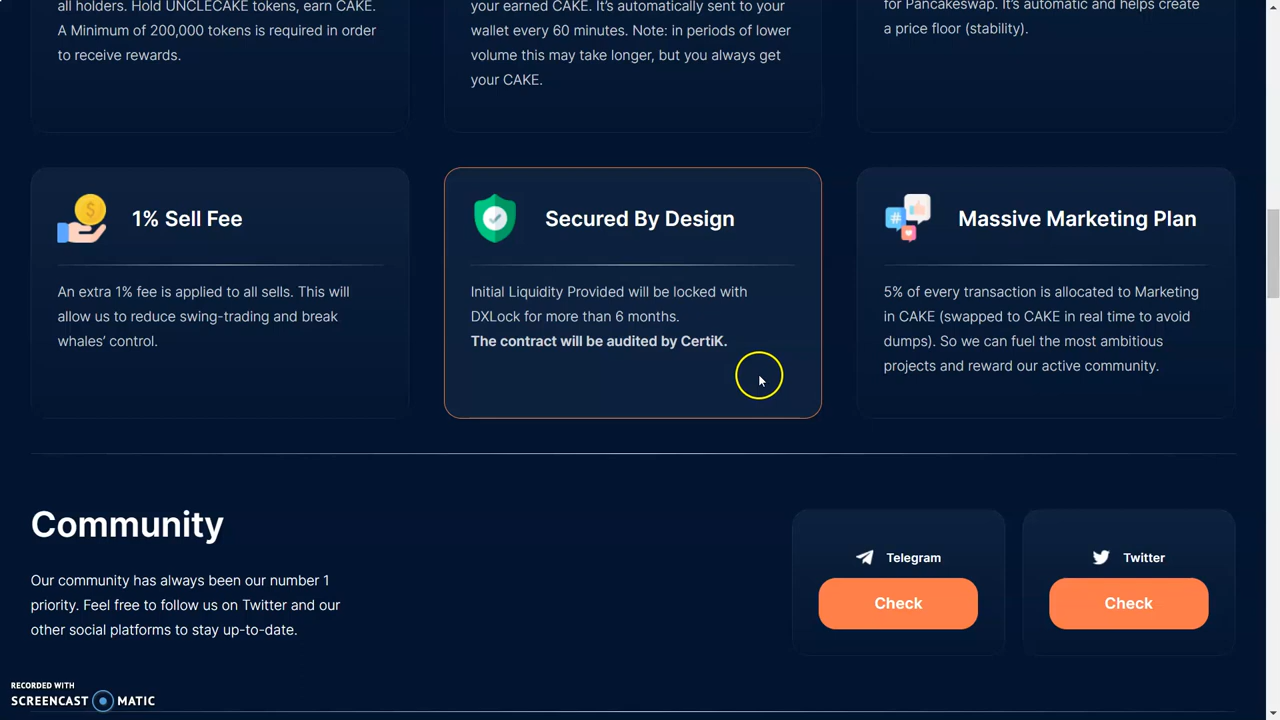 all holders. Hold UNCLECAKE tokens, earn CAKE.
A Minimum of 200,000 tokens is required in order
to receive rewards.
your earned CAKE. It's automatically sent to your
wallet every 60 minutes. Note: in periods of lower
volume this may take longer, but you always get
your CAKE.
for Pancakeswap. It's automatic and helps create
a price floor (stability).
1% Sell Fee
An extra 1% fee is applied to all sells. This will
allow us to reduce swing-trading and break
whales' control.
Secured By Design
Initial Liquidity Provided will be locked with
DXLock for more than 6 months.
The contract will be audited by CertiK.
Massive Marketing Plan
5% of every transaction is allocated to Marketing
in CAKE (swapped to CAKE in real time to avoid
dumps). So we can fuel the most ambitious
projects and reward our active community.
Community
Our community has always been our number 1
priority. Feel free to follow us on Twitter and our
other social platforms to stay up-to-date.
Telegram
Check
Twitter
Check
RECORDED WITH
SCREENCAST MATIC